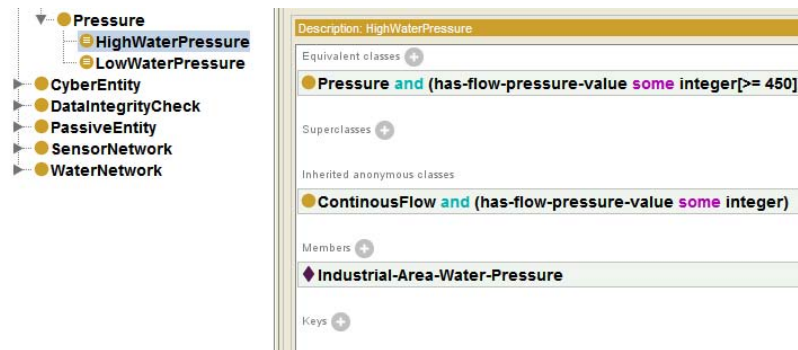 Pressure
HighWaterPressure
LowWaterPressure
CyberEntity
DataIntegrityCheck
PassiveEntity
SensorNetwork
WaterNetwork
Description: HighWaterPressure
Equivalent classes
Pressure and (has-flow-pressure-value some integer[>= 450]
Superclasses
Inherited anonymous classes
ContinousFlow and (has-flow-pressure-value some integer)
Members
Industrial-Area-Water-Pressure
Keys